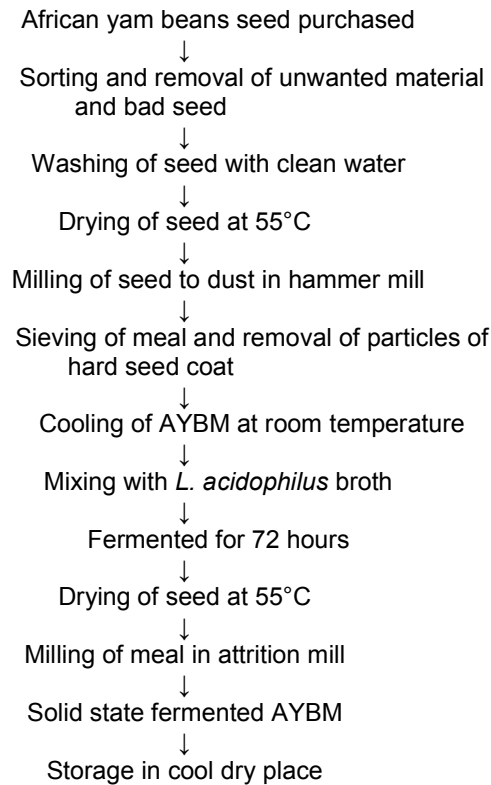 African yam beans seed purchased
↓
Sorting and removal of unwanted material
and bad seed
↓
Washing of seed with clean water
↓
Drying of seed at 55°C
↓
Milling of seed to dust in hammer mill
↓
Sieving of meal and removal of particles of
hard seed coat
↓
Cooling of AYBM at room temperature
↓
Mixing with L. acidophilus broth
↓
Fermented for 72 hours
↓
Drying of seed at 55°C
↓
Milling of meal in attrition mill
↓
Solid state fermented AYBM
↓
Storage in cool dry place